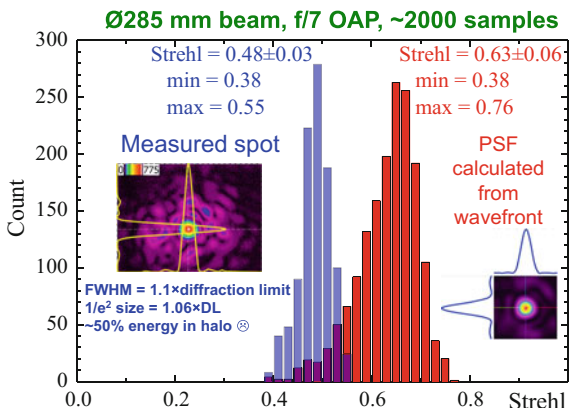 Ø285 mm beam, f/7 OAP, ~2000 samples
300
250
200
150
100
50
0
Count
Strehl = 0.48±0.03
min = 0.38
max = 0.55
Strehl = 0.63±0.06
min = 0.38
max = 0.76
Measured spot
0 775
FWHM = 1.1×diffraction limit
1/e² size = 1.06×DL
~50% energy in halo ☹
PSF
calculated
from
wavefront
0.0 0.2 0.4 0.6 0.8 Strehl